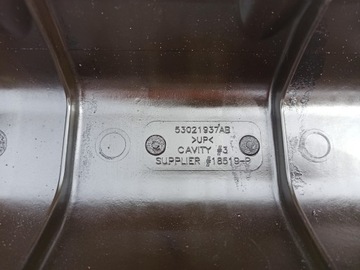 53021937AB
>UP<
CAVITY #3
SUPPLIER #18519-P